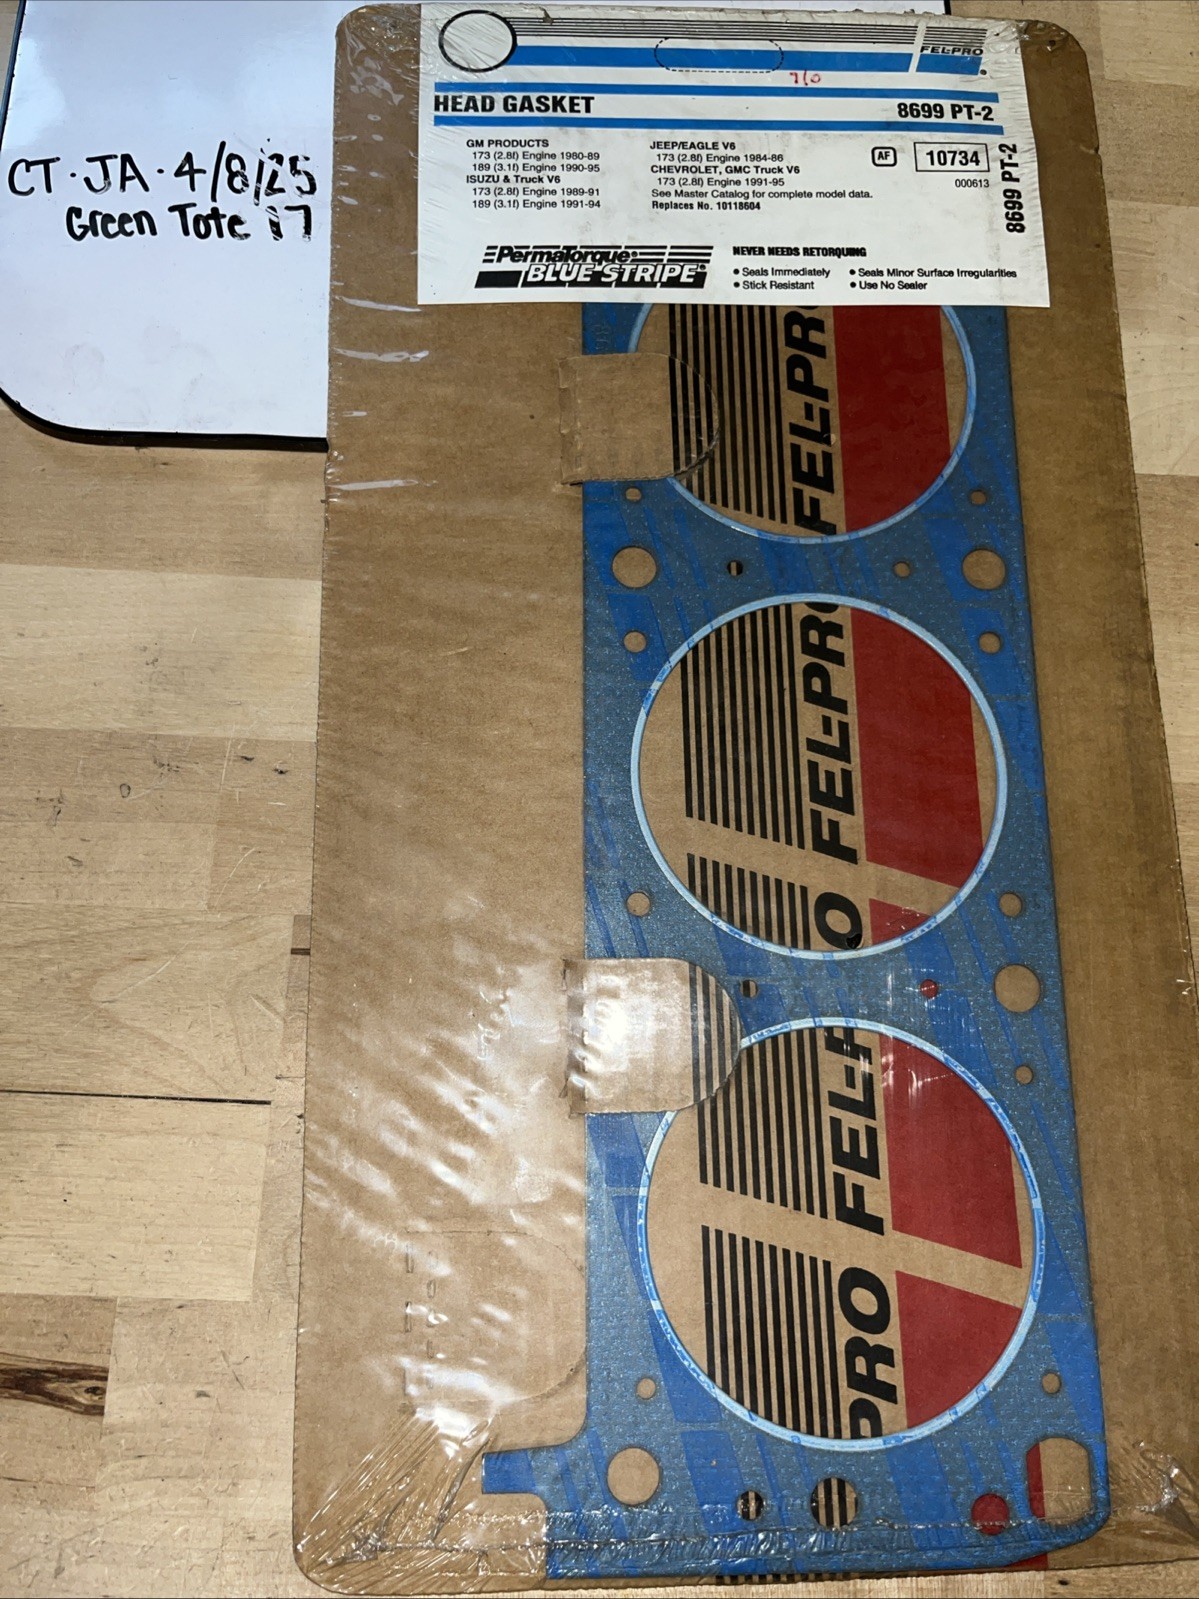 CT·JA·4/8/25
Green Tote 17
FEL-PRO
7/0
HEAD GASKET
8699 PT-2
GM PRODUCTS
173 (2.8ℓ) Engine 1980-89
189 (3.1ℓ) Engine 1990-95
ISUZU & Truck V6
173 (2.8ℓ) Engine 1989-91
189 (3.1ℓ) Engine 1991-94
JEEP/EAGLE V6
173 (2.8ℓ) Engine 1984-86
CHEVROLET, GMC Truck V6
173 (2.8ℓ) Engine 1991-95
See Master Catalog for complete model data.
Replaces No. 10118604
AF
10734
000613
8699 PT-2
PermaTorque®
BLUE STRIPE®
NEVER NEEDS RETORQUING
• Seals Immediately
• Stick Resistant
• Seals Minor Surface Irregularities
• Use No Sealer
FEL-PRO
FEL-PRO
O
FEL-P
PRO